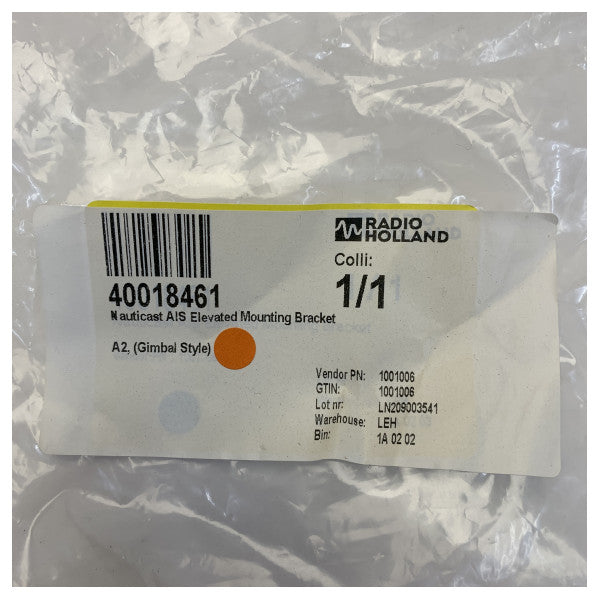 RADIO
HOLLAND
Colli:
1/1
40018461
Nauticast AIS Elevated Mounting Bracket
A2, (Gimbal Style)
Vendor PN: 1001006
GTIN: 1001006
Lot nr: LN209003541
Warehouse: LEH
Bin: 1A 02 02